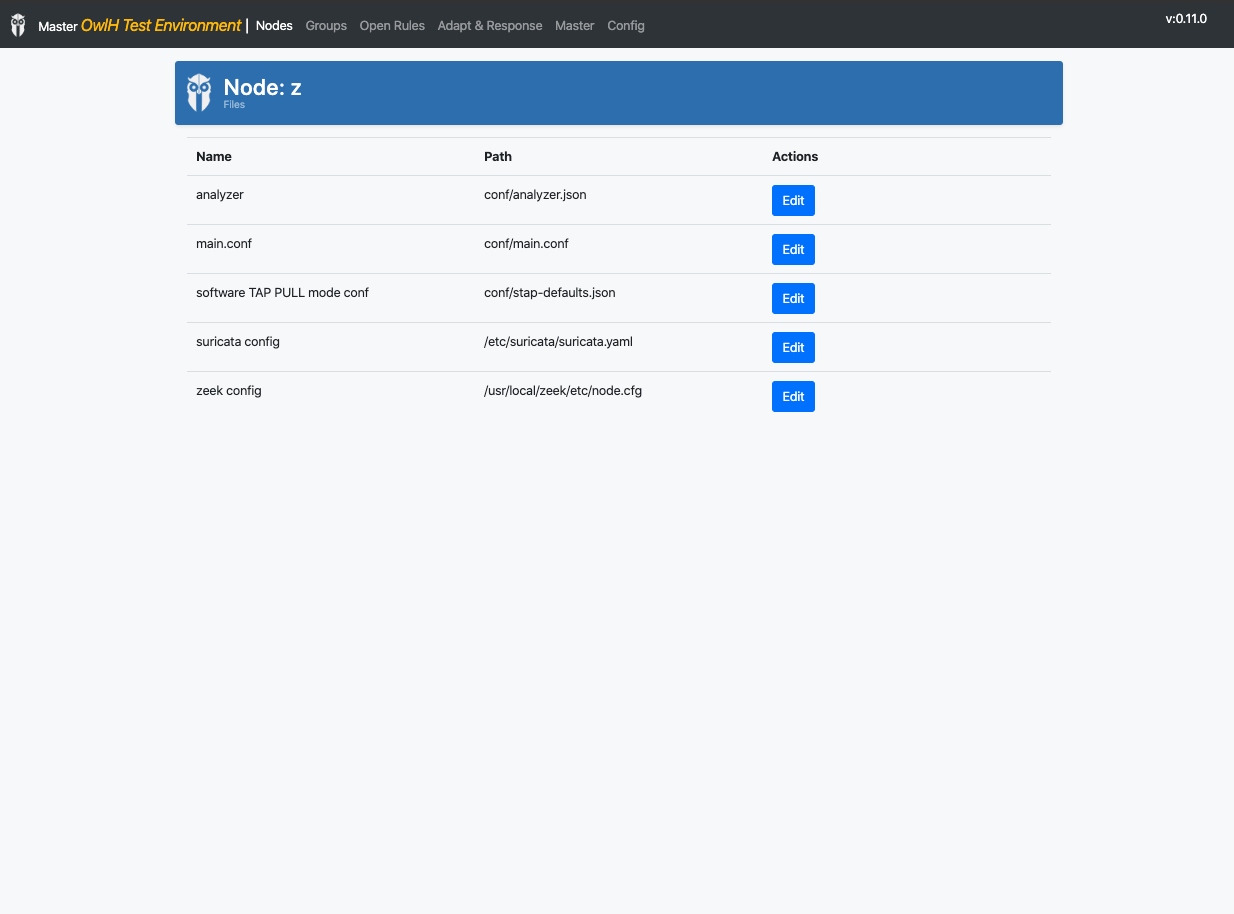 Master OwlH Test Environment | Nodes Groups Open Rules Adapt & Response Master Config v:0.11.0
Node: z
Files
Name Path Actions
analyzer conf/analyzer.json Edit
main.conf conf/main.conf Edit
software TAP PULL mode conf conf/stap-defaults.json Edit
suricata config /etc/suricata/suricata.yaml Edit
zeek config /usr/local/zeek/etc/node.cfg Edit